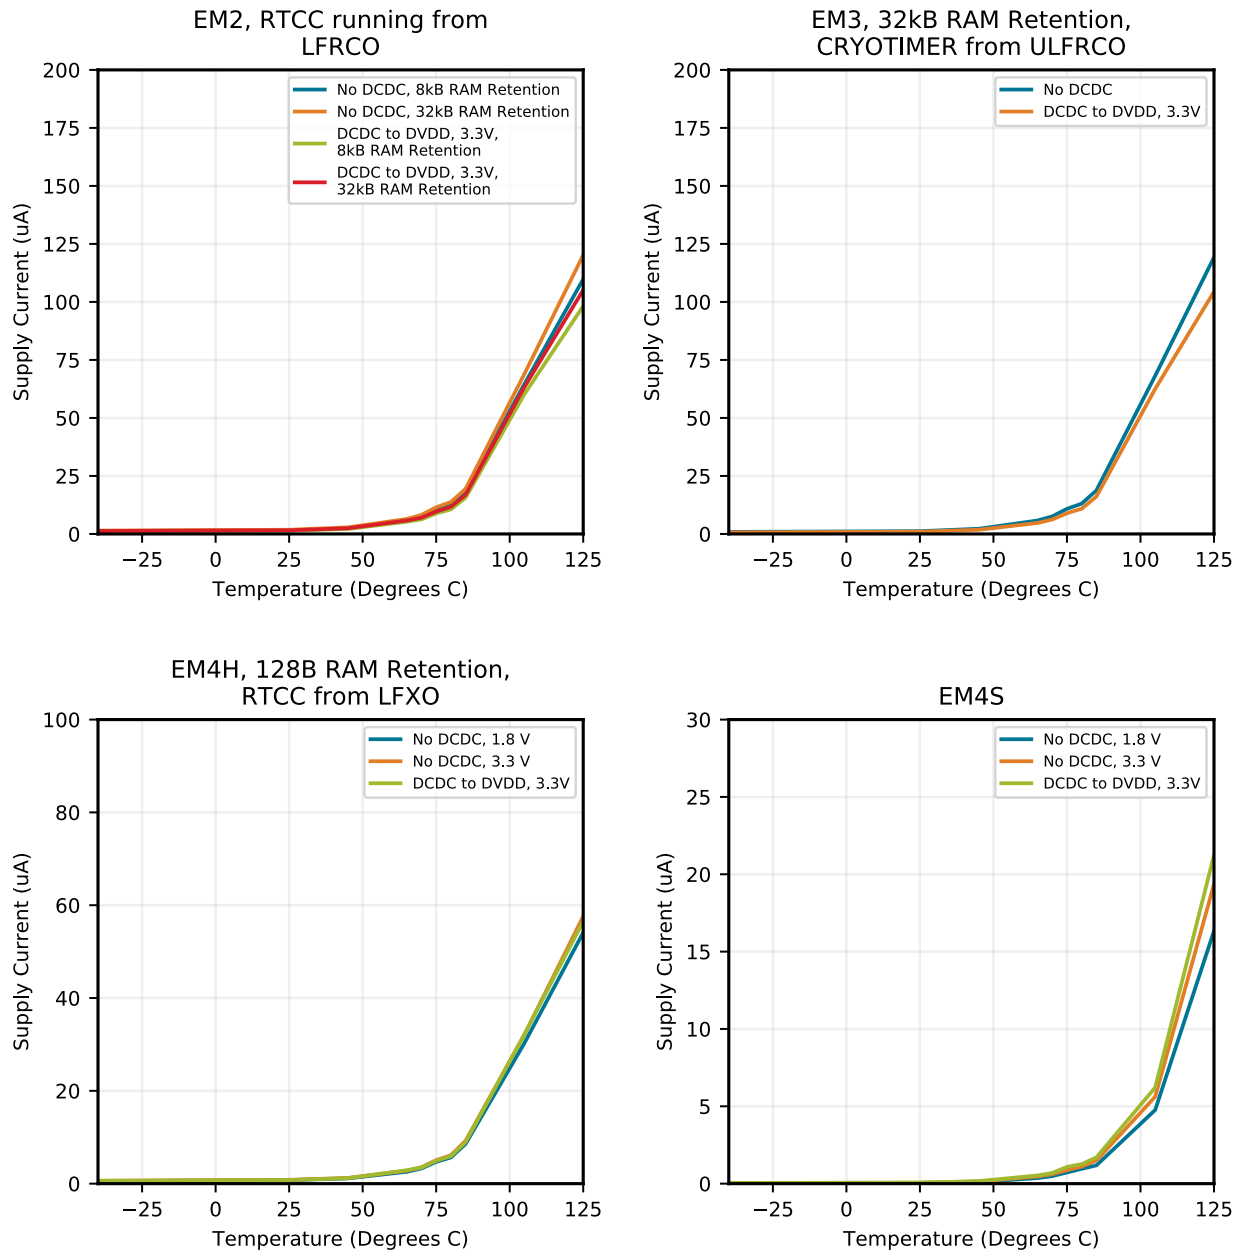 EM2, RTCC running from
LFRCO
200
175
150
125
100
75
50
25
0
Supply Current (uA)
No DCDC, 8kB RAM Retention
No DCDC, 32kB RAM Retention
DCDC to DVDD, 3.3V,
8kB RAM Retention
DCDC to DVDD, 3.3V,
32kB RAM Retention
−25 0 25 50 75 100 125
Temperature (Degrees C)
EM3, 32kB RAM Retention,
CRYOTIMER from ULFRCO
200
175
150
125
100
75
50
25
0
Supply Current (uA)
No DCDC
DCDC to DVDD, 3.3V
−25 0 25 50 75 100 125
Temperature (Degrees C)
EM4H, 128B RAM Retention,
RTCC from LFXO
100
80
60
40
20
0
Supply Current (uA)
No DCDC, 1.8 V
No DCDC, 3.3 V
DCDC to DVDD, 3.3V
−25 0 25 50 75 100 125
Temperature (Degrees C)
EM4S
30
25
20
15
10
5
0
Supply Current (uA)
No DCDC, 1.8 V
No DCDC, 3.3 V
DCDC to DVDD, 3.3V
−25 0 25 50 75 100 125
Temperature (Degrees C)